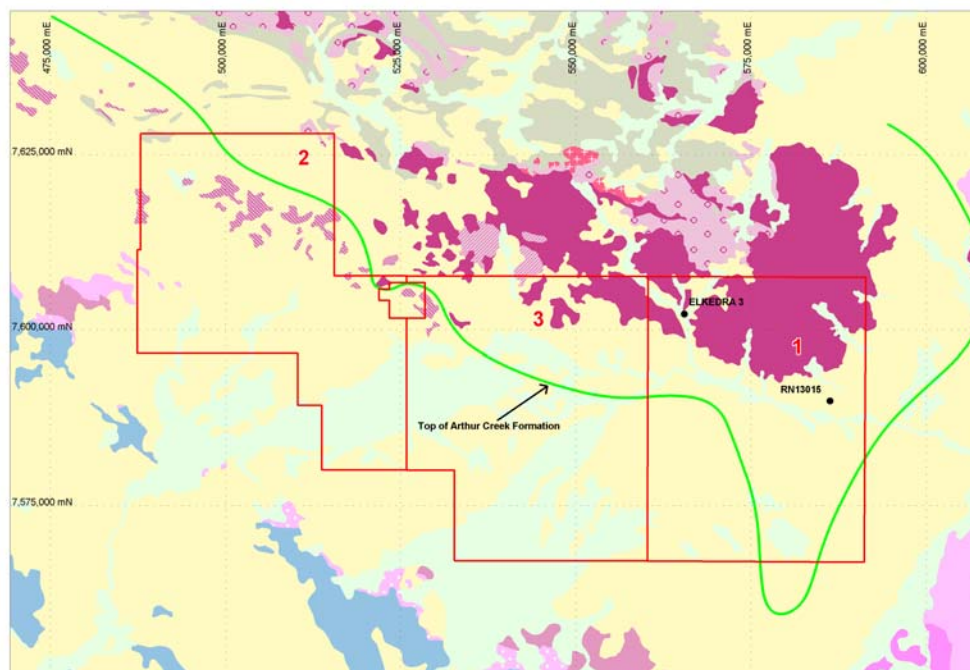 475,000 mE
500,000 mE
525,000 mE
550,000 mE
575,000 mE
600,000 mE
7,625,000 mN
2
7,600,000 mN
ELKEDRA 3
3
1
RN13015
Top of Arthur Creek Formation
7,575,000 mN